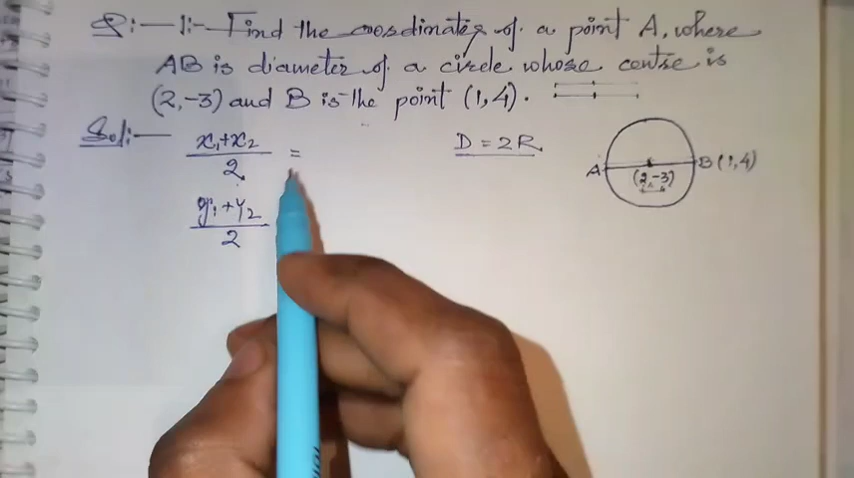 Q:—1:- Find the coordinates of a point A, where
AB is diameter of a circle whose centre is
(2,-3) and B is the point (1,4).
Sol:—
x₁+x₂/2 =
D = 2R
A
B(1,4)
(2,-3)
y₁+y₂/2